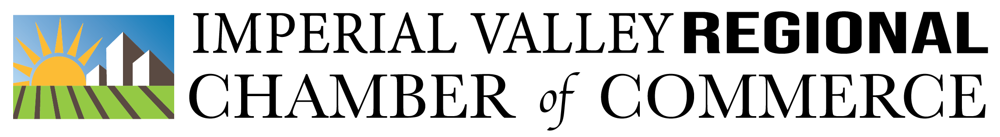 IMPERIAL VALLEY REGIONAL
CHAMBER of COMMERCE